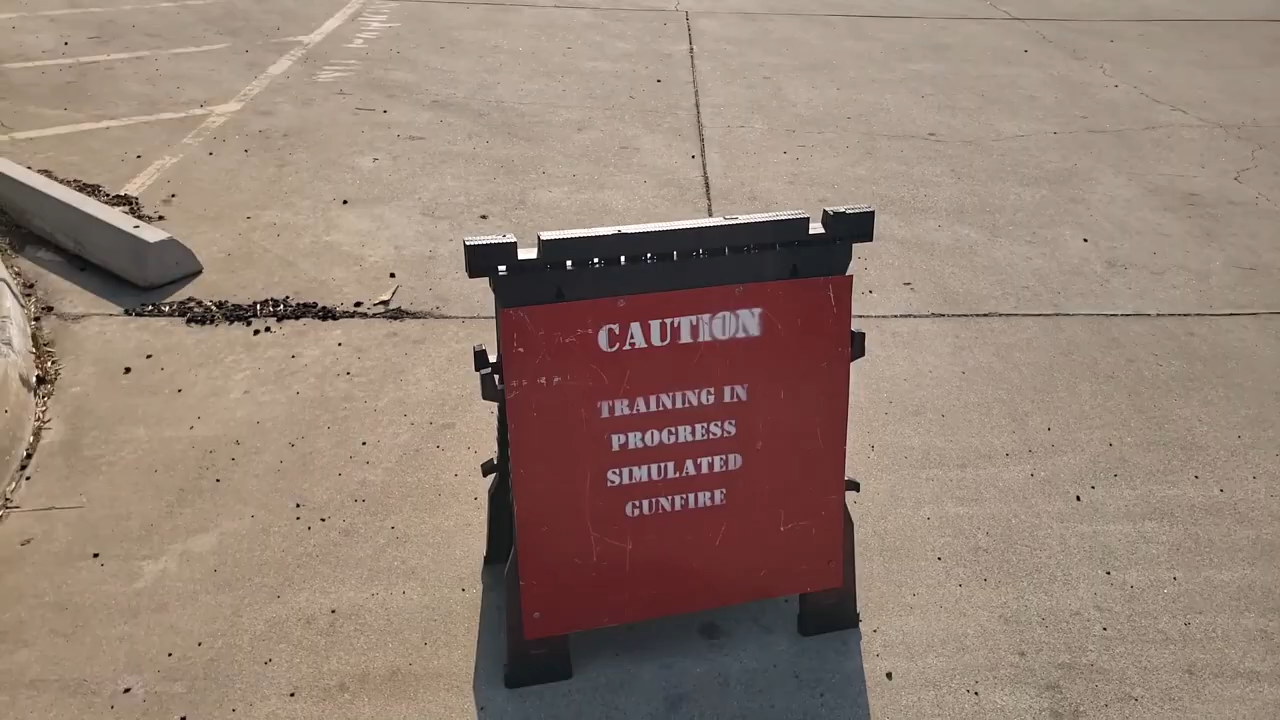 CAUTION
TRAINING IN
PROGRESS
SIMULATED
GUNFIRE